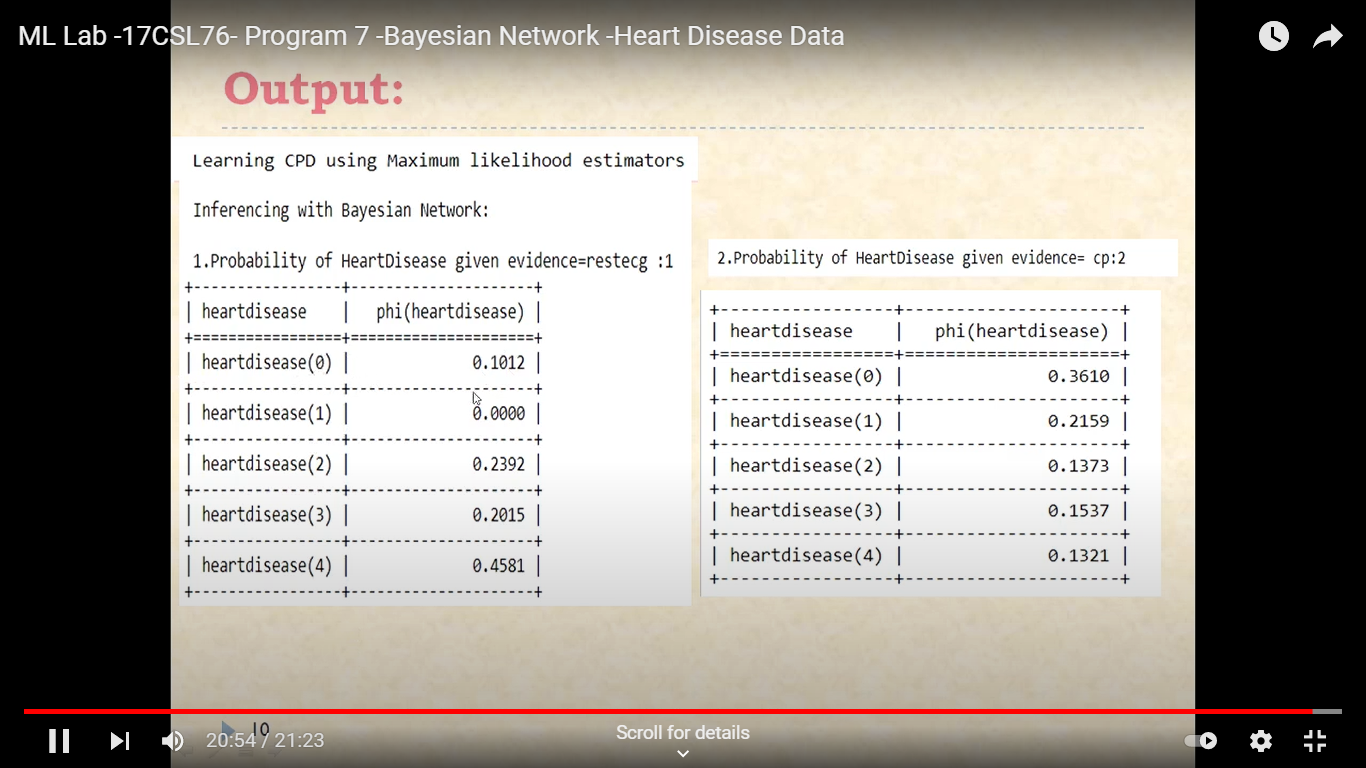 ML Lab -17CSL76- Program 7 -Bayesian Network -Heart Disease Data
Output:
Learning CPD using Maximum likelihood estimators
Inferencing with Bayesian Network:
1.Probability of HeartDisease given evidence=restecg :1
+-----------------+---------------------+
| heartdisease    |   phi(heartdisease) |
+=================+=====================+
| heartdisease(0) |              0.1012 |
+-----------------+---------------------+
| heartdisease(1) |              0.0000 |
+-----------------+---------------------+
| heartdisease(2) |              0.2392 |
+-----------------+---------------------+
| heartdisease(3) |              0.2015 |
+-----------------+---------------------+
| heartdisease(4) |              0.4581 |
+-----------------+---------------------+
2.Probability of HeartDisease given evidence= cp:2
+-----------------+---------------------+
| heartdisease    |   phi(heartdisease) |
+=================+=====================+
| heartdisease(0) |              0.3610 |
+-----------------+---------------------+
| heartdisease(1) |              0.2159 |
+-----------------+---------------------+
| heartdisease(2) |              0.1373 |
+-----------------+---------------------+
| heartdisease(3) |              0.1537 |
+-----------------+---------------------+
| heartdisease(4) |              0.1321 |
+-----------------+---------------------+
10
20:54 / 21:23
Scroll for details